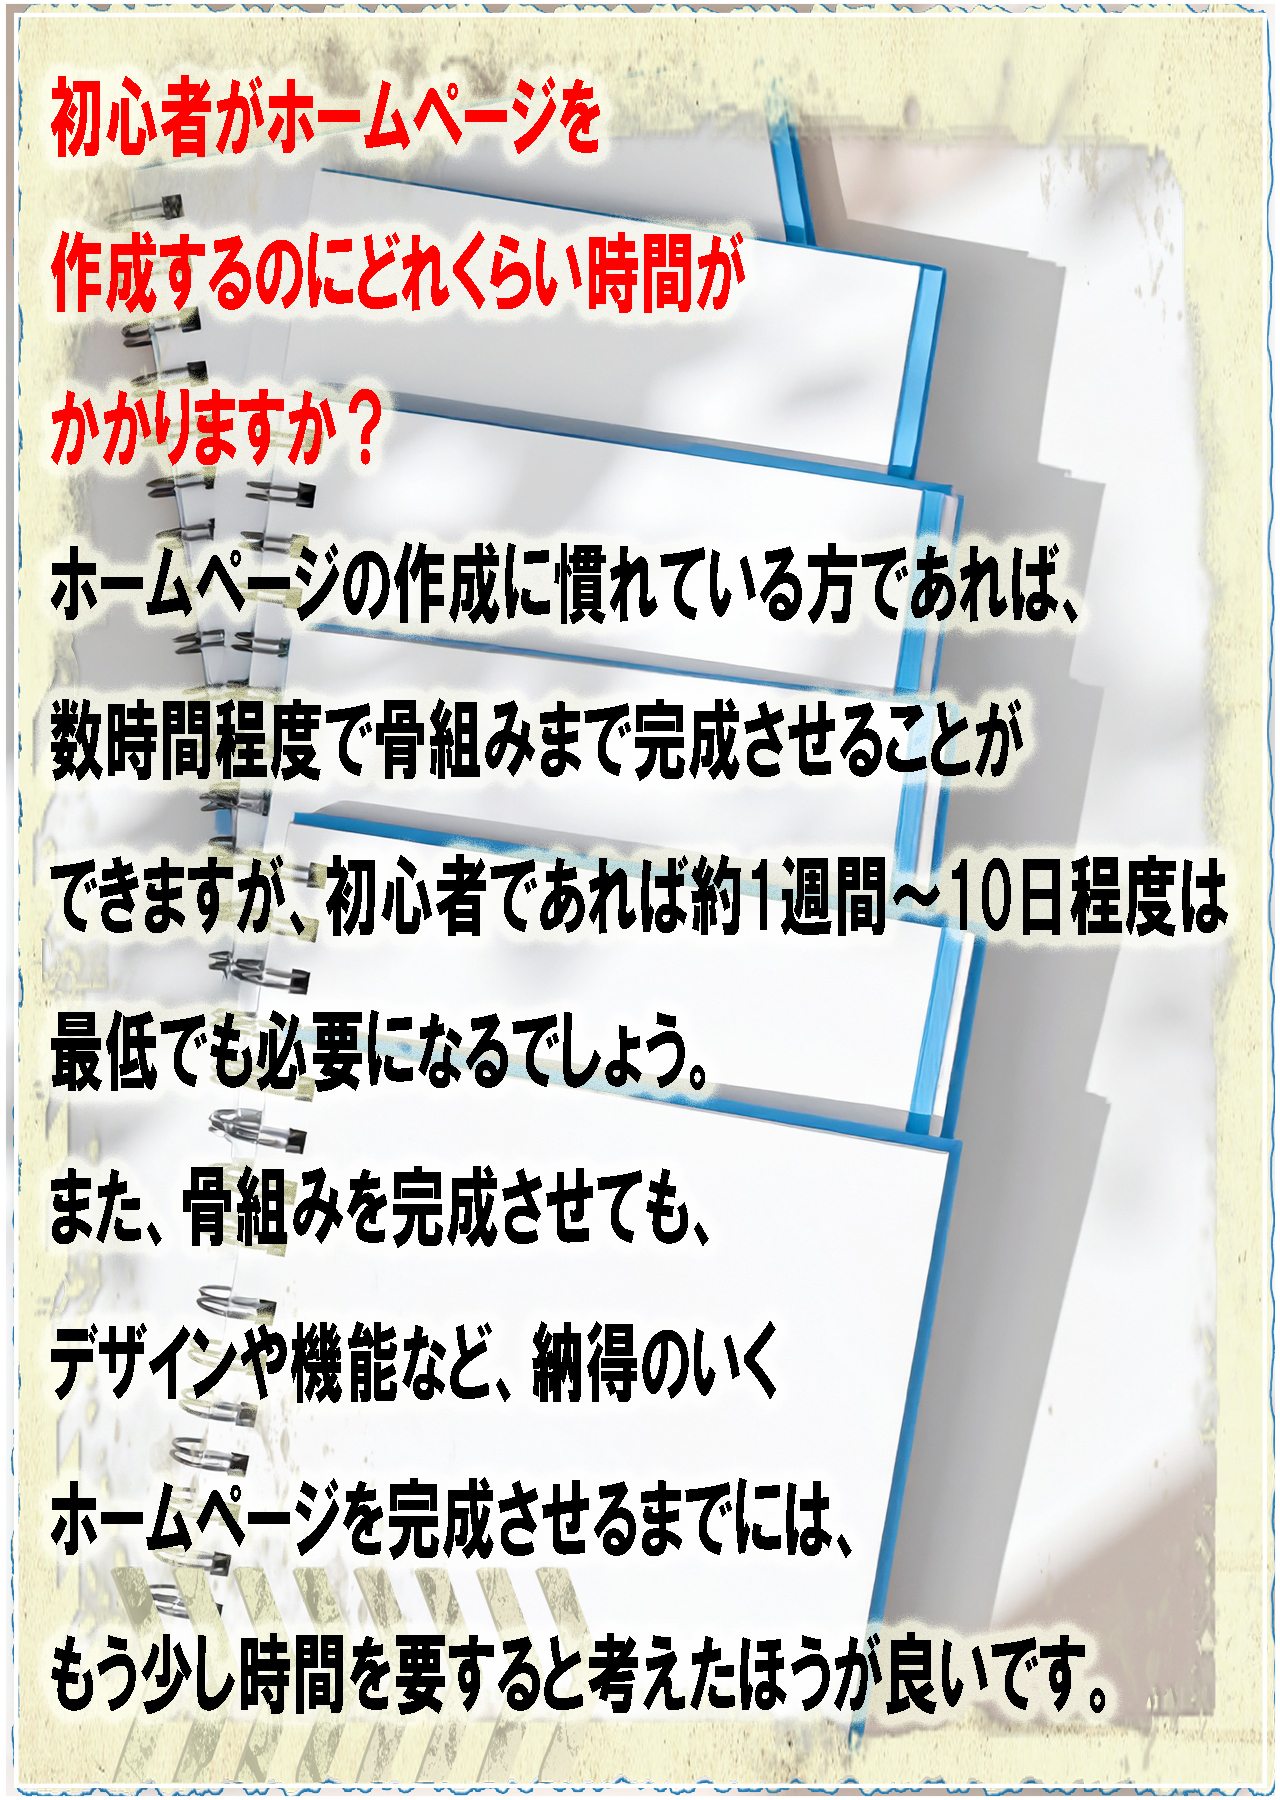 初心者がホームページを
作成するのにどれくらい時間が
かかりますか？
ホームページの作成に慣れている方であれば、
数時間程度で骨組みまで完成させることが
できますが、初心者であれば約1週間～10日程度は
最低でも必要になるでしょう。
また、骨組みを完成させても、
デザインや機能など、納得のいく
ホームページを完成させるまでには、
もう少し時間を要すると考えたほうが良いです。